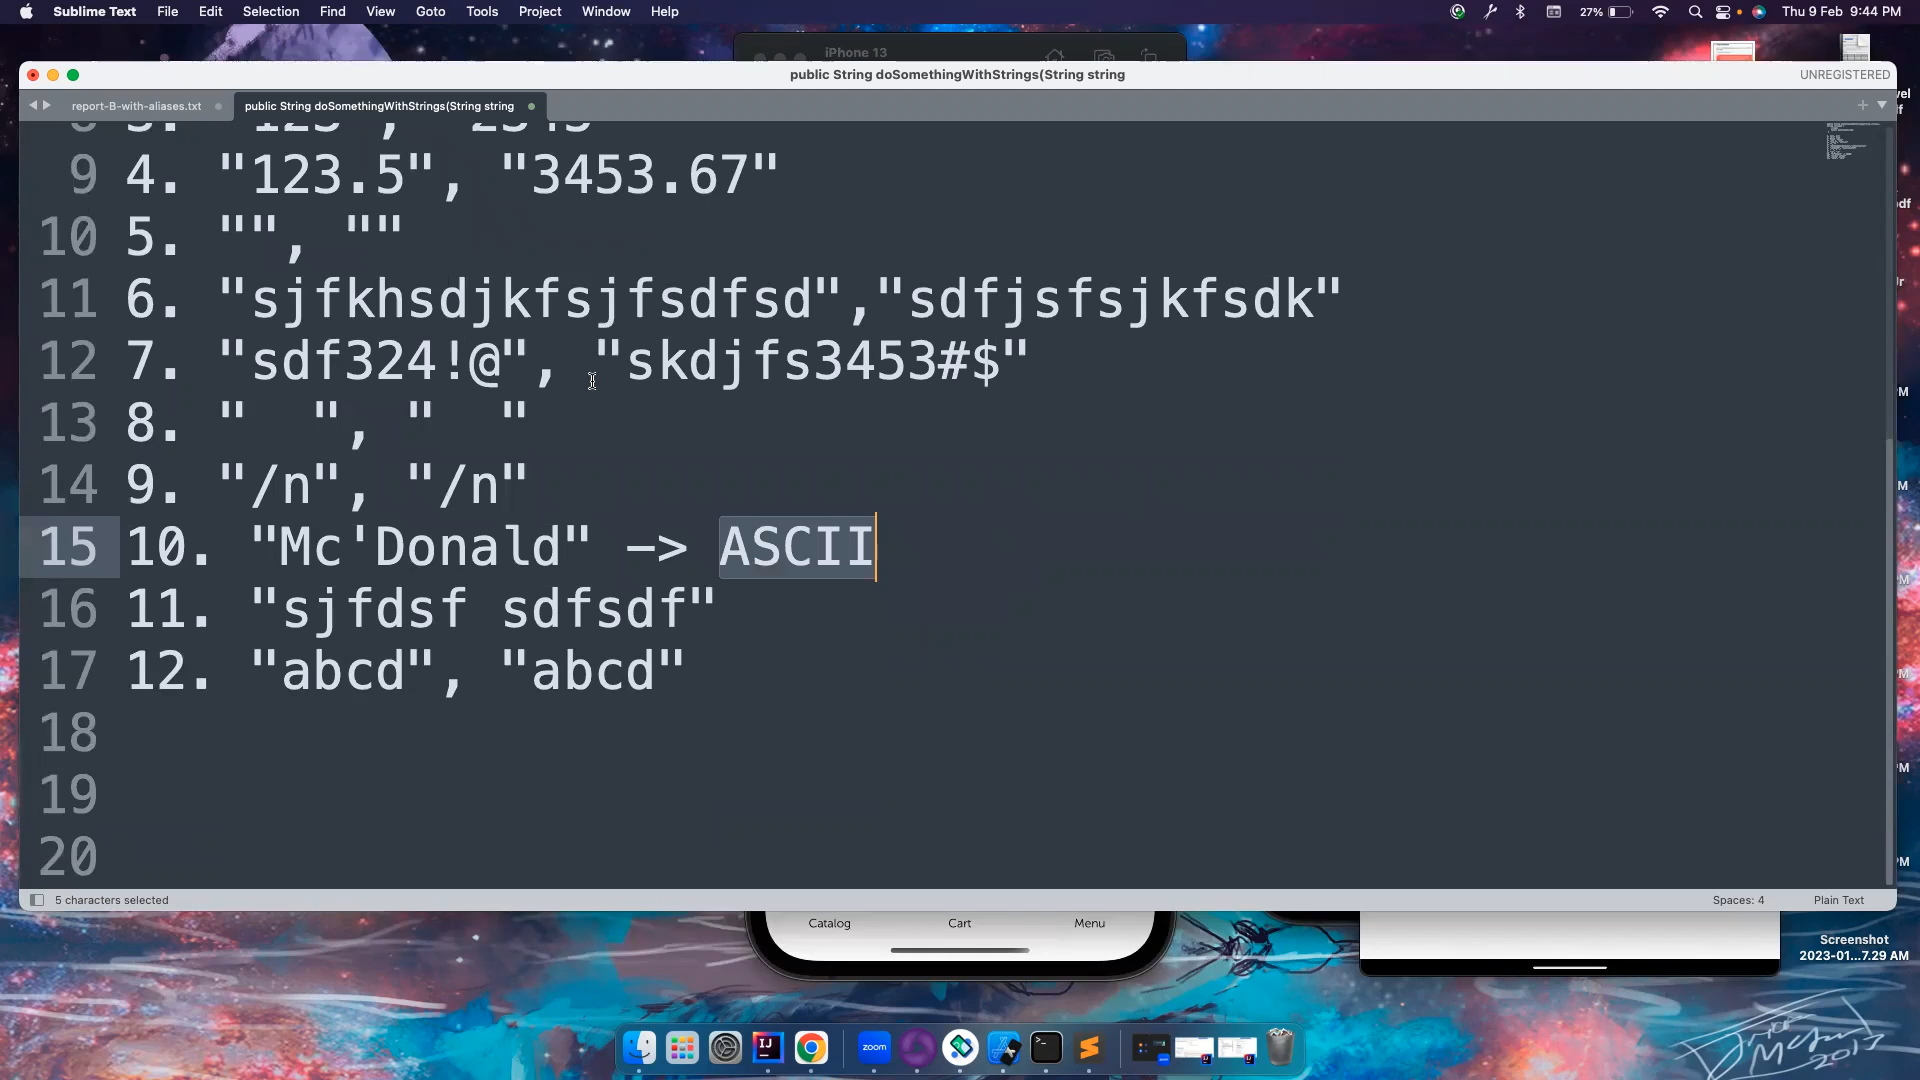 Sublime Text File Edit Selection Find View Goto Tools Project Window Help 27% Thu 9 Feb 9:44 PM
iPhone 13
public String doSomethingWithStrings(String string UNREGISTERED
report-B-with-aliases.txt public String doSomethingWithStrings(String string
9 4. "123.5", "3453.67"
10 5. "", ""
11 6. "sjfkhsdjkfsjfsdfsd","sdfjsfsjkfsdk"
12 7. "sdf324!@", "skdjfs3453#$"
13 8. "  ", "  "
14 9. "/n", "/n"
15 10. "Mc'Donald" -> ASCII
16 11. "sjfdsf sdfsdf"
17 12. "abcd", "abcd"
18
19
20
5 characters selected Spaces: 4 Plain Text
Catalog Cart Menu
Screenshot
2023-01...7.29 AM
zoom
2017